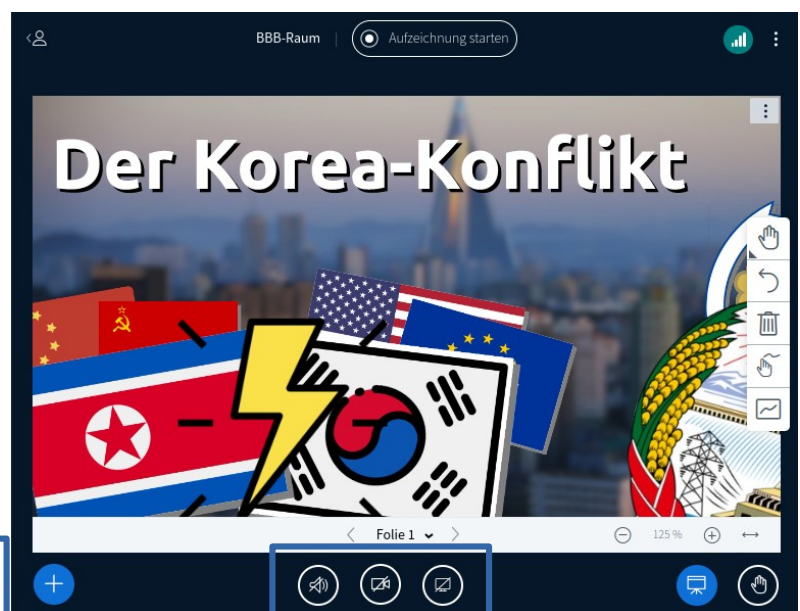 BBB-Raum
Aufzeichnung starten
Der Korea-Konflikt
Folie 1
125 %